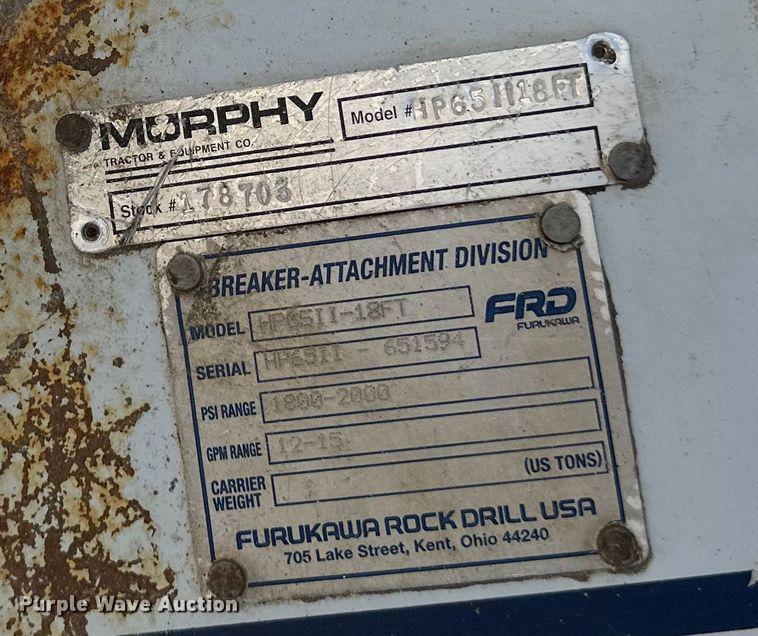 MURPHY
TRACTOR & EQUIPMENT CO.
Model # HP65II18FT
Stock # 178703
BREAKER-ATTACHMENT DIVISION
MODEL HP65II-18FT
FRD
FURUKAWA
SERIAL HP65II - 651594
PSI RANGE 1800-2000
GPM RANGE 12-15
CARRIER WEIGHT (US TONS)
FURUKAWA ROCK DRILL USA
705 Lake Street, Kent, Ohio 44240
Purple Wave Auction